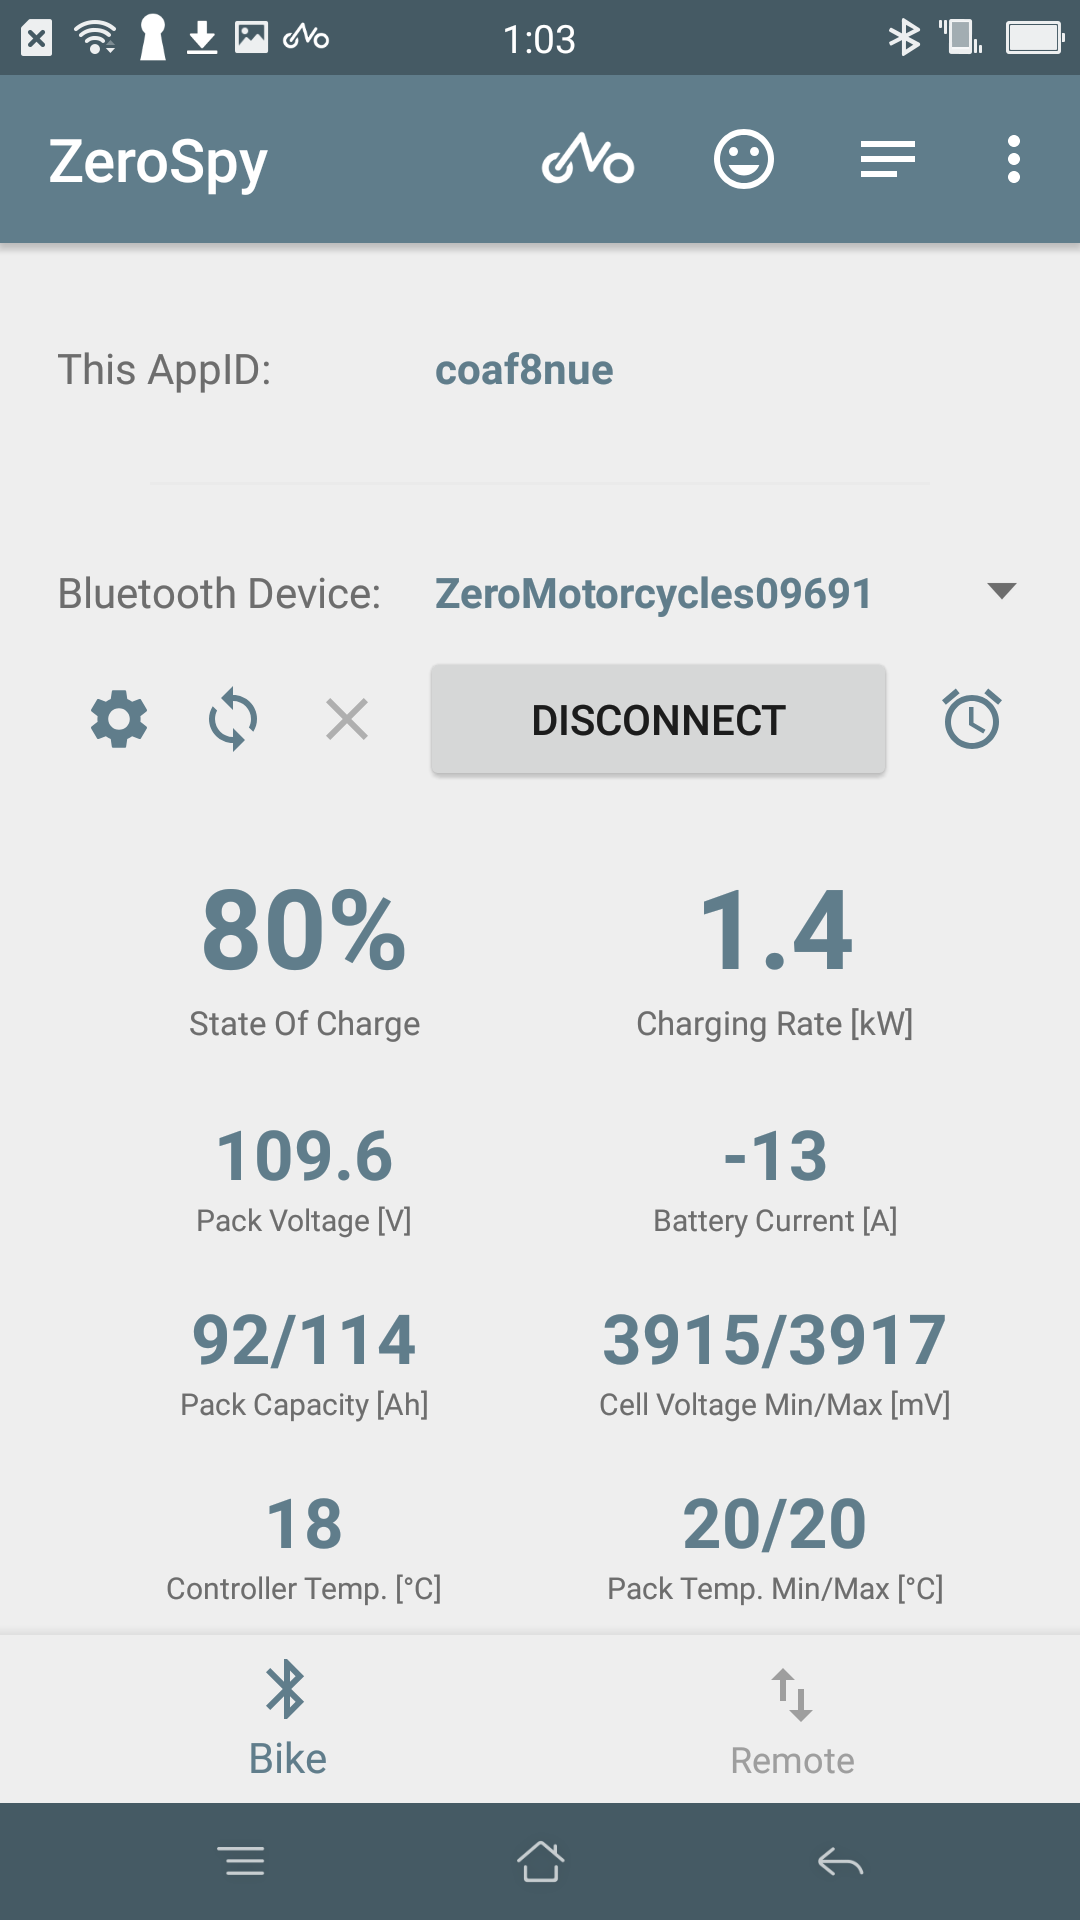 1:03
ZeroSpy
This AppID: coaf8nue
Bluetooth Device: ZeroMotorcycles09691
DISCONNECT
80% 1.4
State Of Charge Charging Rate [kW]
109.6 -13
Pack Voltage [V] Battery Current [A]
92/114 3915/3917
Pack Capacity [Ah] Cell Voltage Min/Max [mV]
18 20/20
Controller Temp. [°C] Pack Temp. Min/Max [°C]
Bike Remote